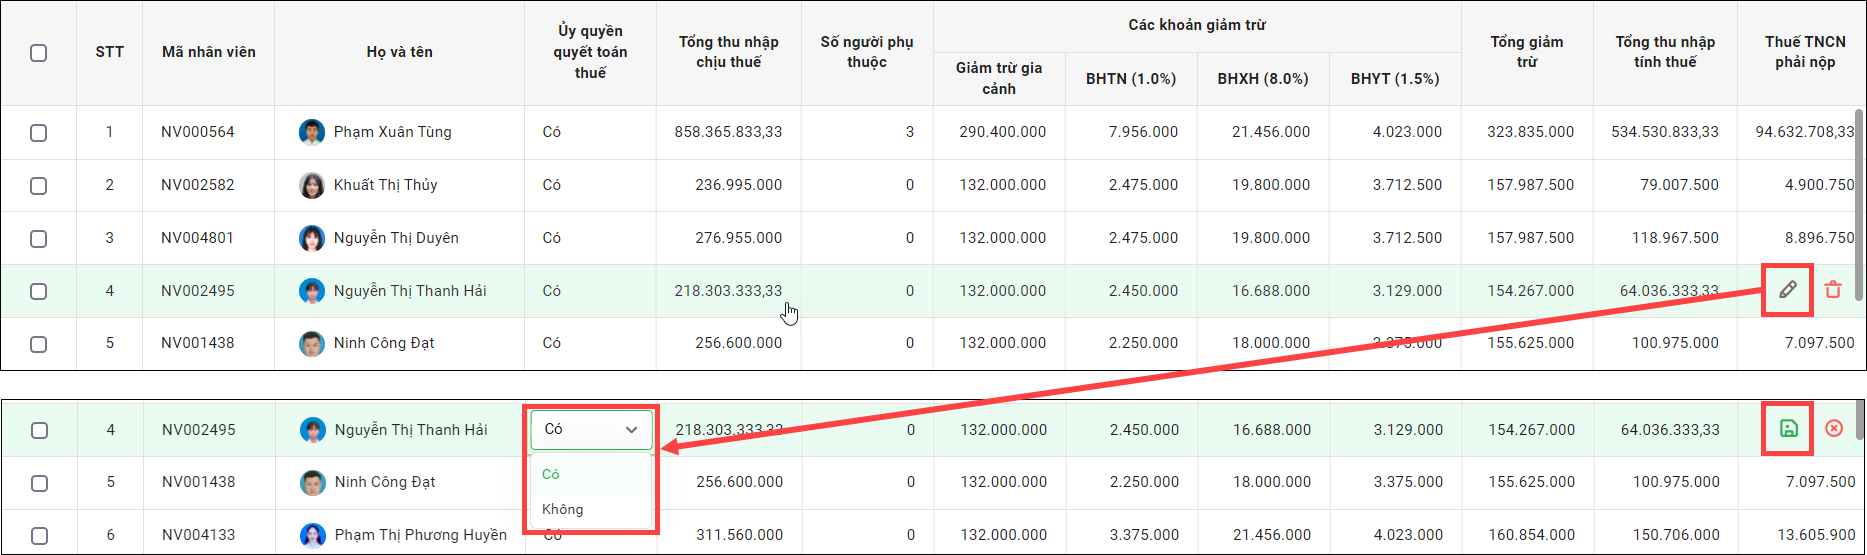 STT Mã nhân viên Họ và tên Ủy quyền quyết toán thuế Tổng thu nhập chịu thuế Số người phụ thuộc Các khoản giảm trừ Tổng giảm trừ Tổng thu nhập tính thuế Thuế TNCN phải nộp
Giảm trừ gia cảnh BHTN (1.0%) BHXH (8.0%) BHYT (1.5%)
1 NV000564 Phạm Xuân Tùng Có 858.365.833,33 3 290.400.000 7.956.000 21.456.000 4.023.000 323.835.000 534.530.833,33 94.632.708,33
2 NV002582 Khuất Thị Thủy Có 236.995.000 0 132.000.000 2.475.000 19.800.000 3.712.500 157.987.500 79.007.500 4.900.750
3 NV004801 Nguyễn Thị Duyên Có 276.955.000 0 132.000.000 2.475.000 19.800.000 3.712.500 157.987.500 118.967.500 8.896.750
4 NV002495 Nguyễn Thị Thanh Hải Có 218.303.333,33 0 132.000.000 2.450.000 16.688.000 3.129.000 154.267.000 64.036.333,33
5 NV001438 Ninh Công Đạt Có 256.600.000 0 132.000.000 2.250.000 18.000.000 3.375.000 155.625.000 100.975.000 7.097.500
4 NV002495 Nguyễn Thị Thanh Hải Có 218.303.333,33 0 132.000.000 2.450.000 16.688.000 3.129.000 154.267.000 64.036.333,33
Có
5 NV001438 Ninh Công Đạt 256.600.000 0 132.000.000 2.250.000 18.000.000 3.375.000 155.625.000 100.975.000 7.097.500
Không
6 NV004133 Phạm Thị Phương Huyền Có 311.560.000 0 132.000.000 3.375.000 21.456.000 4.023.000 160.854.000 150.706.000 13.605.900